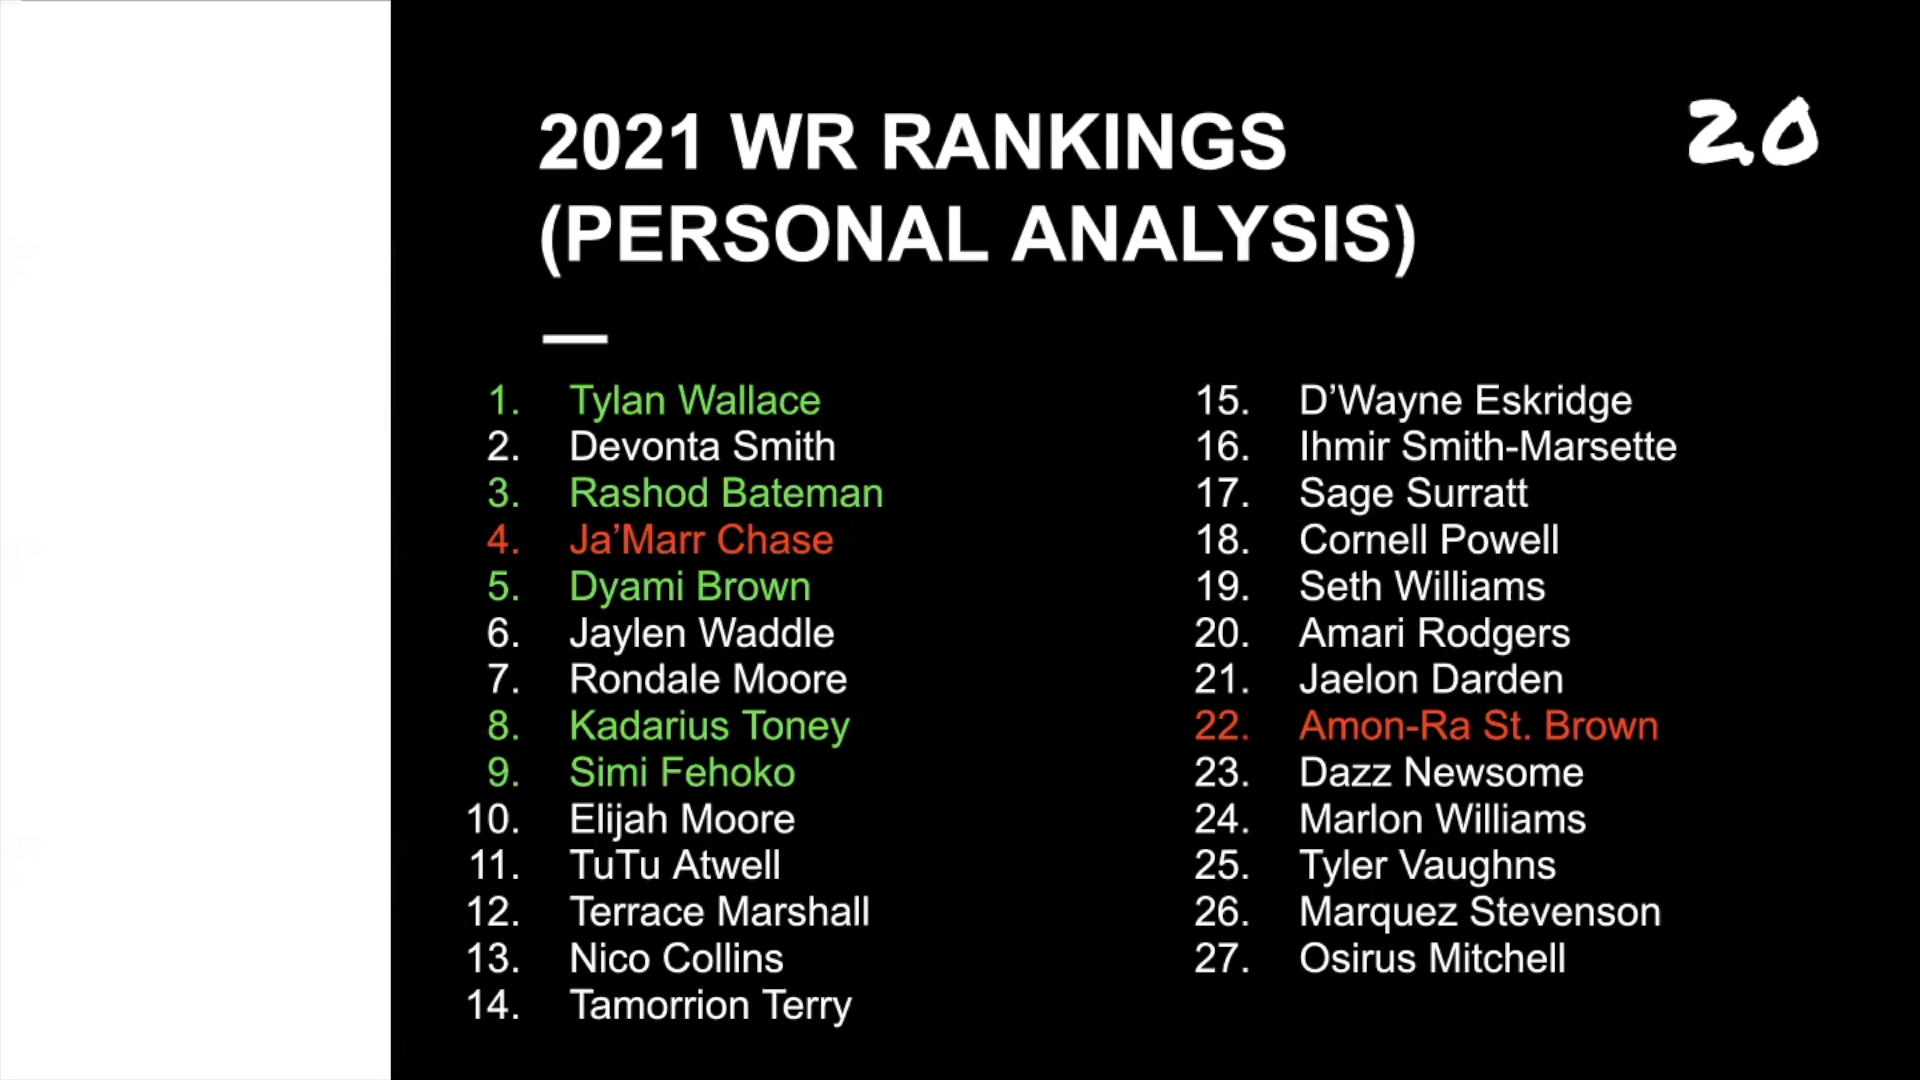 2021 WR RANKINGS
(PERSONAL ANALYSIS)
2.0
1. Tylan Wallace
2. Devonta Smith
3. Rashod Bateman
4. Ja’Marr Chase
5. Dyami Brown
6. Jaylen Waddle
7. Rondale Moore
8. Kadarius Toney
9. Simi Fehoko
10. Elijah Moore
11. TuTu Atwell
12. Terrace Marshall
13. Nico Collins
14. Tamorrion Terry
15. D’Wayne Eskridge
16. Ihmir Smith-Marsette
17. Sage Surratt
18. Cornell Powell
19. Seth Williams
20. Amari Rodgers
21. Jaelon Darden
22. Amon-Ra St. Brown
23. Dazz Newsome
24. Marlon Williams
25. Tyler Vaughns
26. Marquez Stevenson
27. Osirus Mitchell